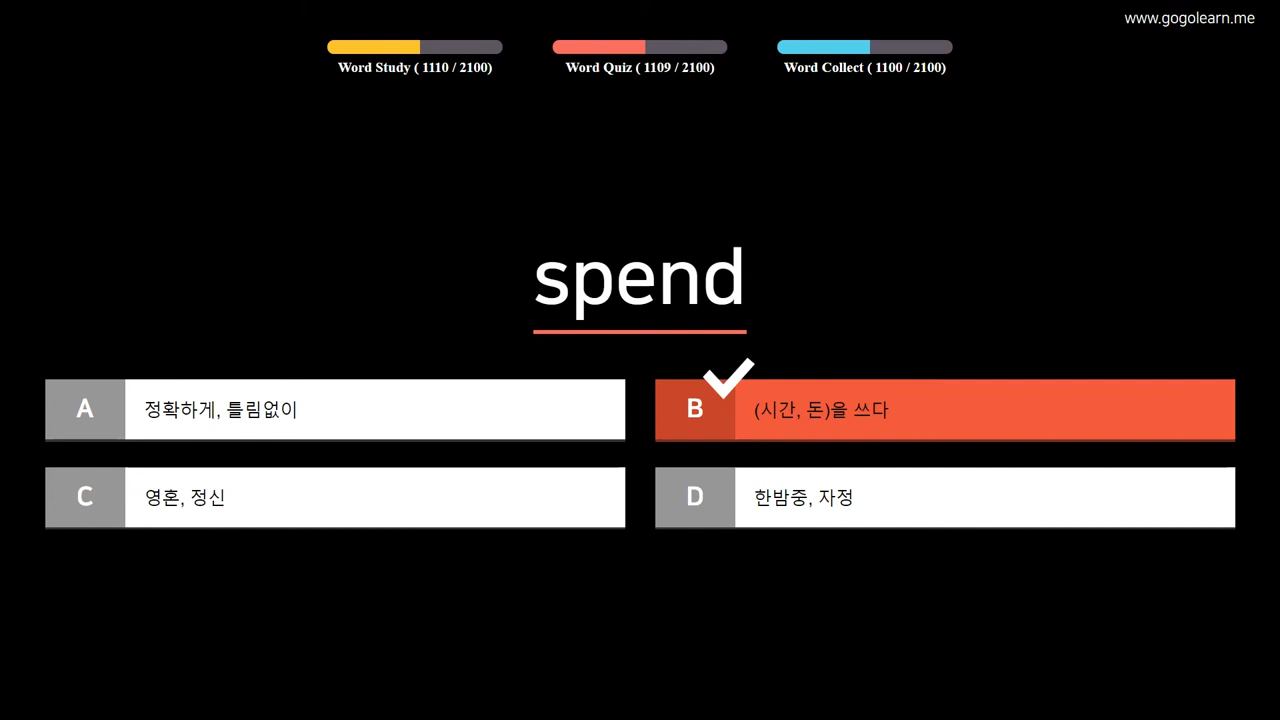 www.gogolearn.me
Word Study ( 1110 / 2100)
Word Quiz ( 1109 / 2100)
Word Collect ( 1100 / 2100)
spend
A 정확하게, 틀림없이
B (시간, 돈)을 쓰다
C 영혼, 정신
D 한밤중, 자정